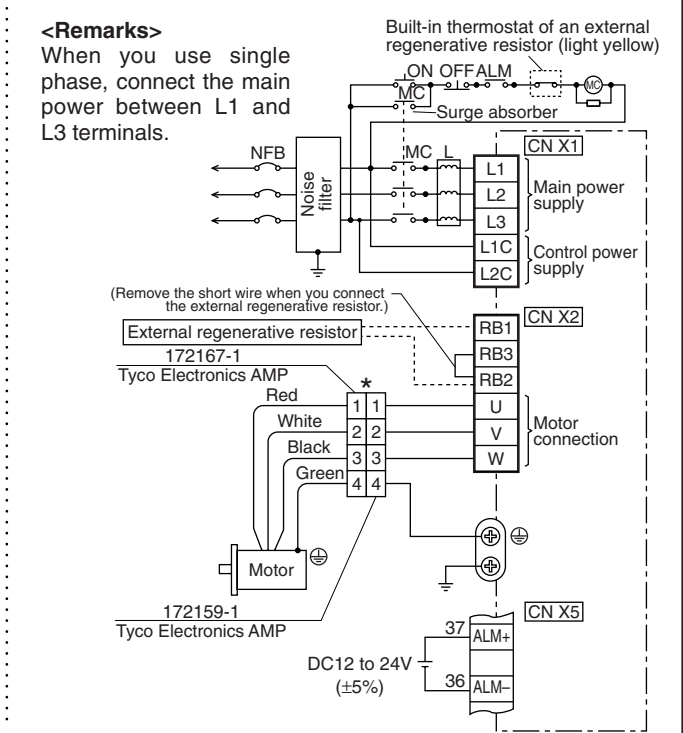 <Remarks>
When you use single
phase, connect the main
power between L1 and
L3 terminals.
Built-in thermostat of an external
regenerative resistor (light yellow)
ON OFF ALM
MC
MC
Surge absorber
NFB
Noise
filter
MC L
CN X1
L1
L2
L3
L1C
L2C
Main power
supply
Control power
supply
(Remove the short wire when you connect
the external regenerative resistor.)
External regenerative resistor
CN X2
RB1
RB3
RB2
U
V
W
Motor
connection
172167-1
Tyco Electronics AMP
*
Red
White
Black
Green
1 1
2 2
3 3
4 4
Motor
172159-1
Tyco Electronics AMP
CN X5
37 ALM+
DC12 to 24V
(±5%)
36 ALM−